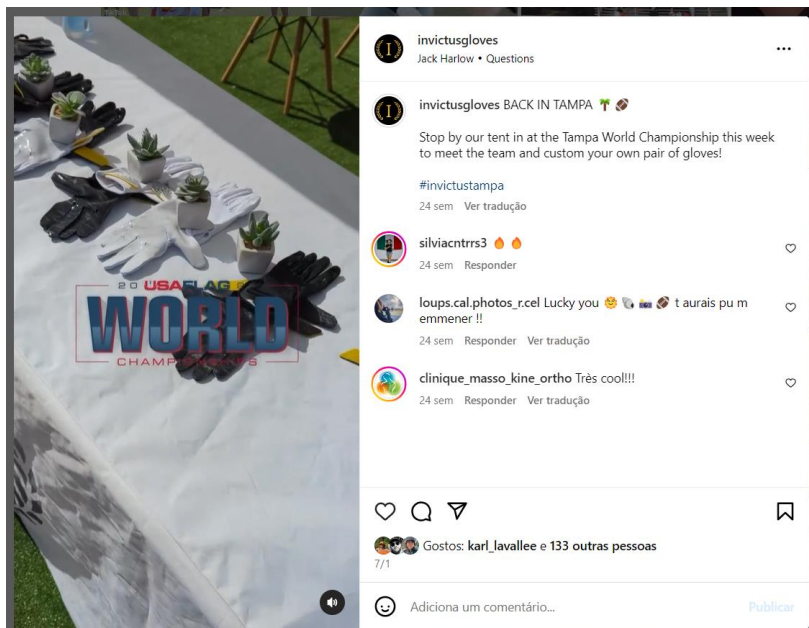 invictusgloves
Jack Harlow • Questions
invictusgloves BACK IN TAMPA 🌴 🏈
Stop by our tent in at the Tampa World Championship this week
to meet the team and custom your own pair of gloves!
#invictustampa
24 sem Ver tradução
silviacntrrs3 🔥 🔥
24 sem Responder
loups.cal.photos_r.cel Lucky you 🌞 🐚 📸 🏈 t aurais pu m
emmener !!
24 sem Responder Ver tradução
clinique_masso_kine_ortho Très cool!!!
24 sem Responder Ver tradução
Gostos: karl_lavallee e 133 outras pessoas
7/1
Adiciona um comentário... Publicar
20 USA FLAG
WORLD
CHAMPIONSHIPS